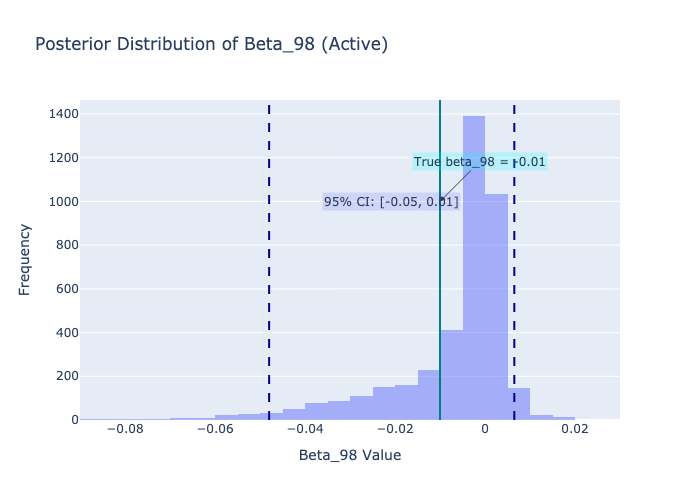 Posterior Distribution of Beta_98 (Active)
1400
1200
1000
800
600
400
200
0
Frequency
True beta_98 = -0.01
95% CI: [-0.05, 0.01]
−0.08
−0.06
−0.04
−0.02
0
0.02
Beta_98 Value